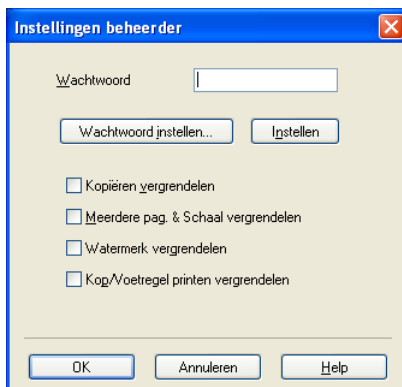 Instellingen beheerder
Wachtwoord
Wachtwoord instellen... Instellen
Kopiëren vergrendelen
Meerdere pag. & Schaal vergrendelen
Watermerk vergrendelen
Kop/Voetregel printen vergrendelen
OK Annuleren Help